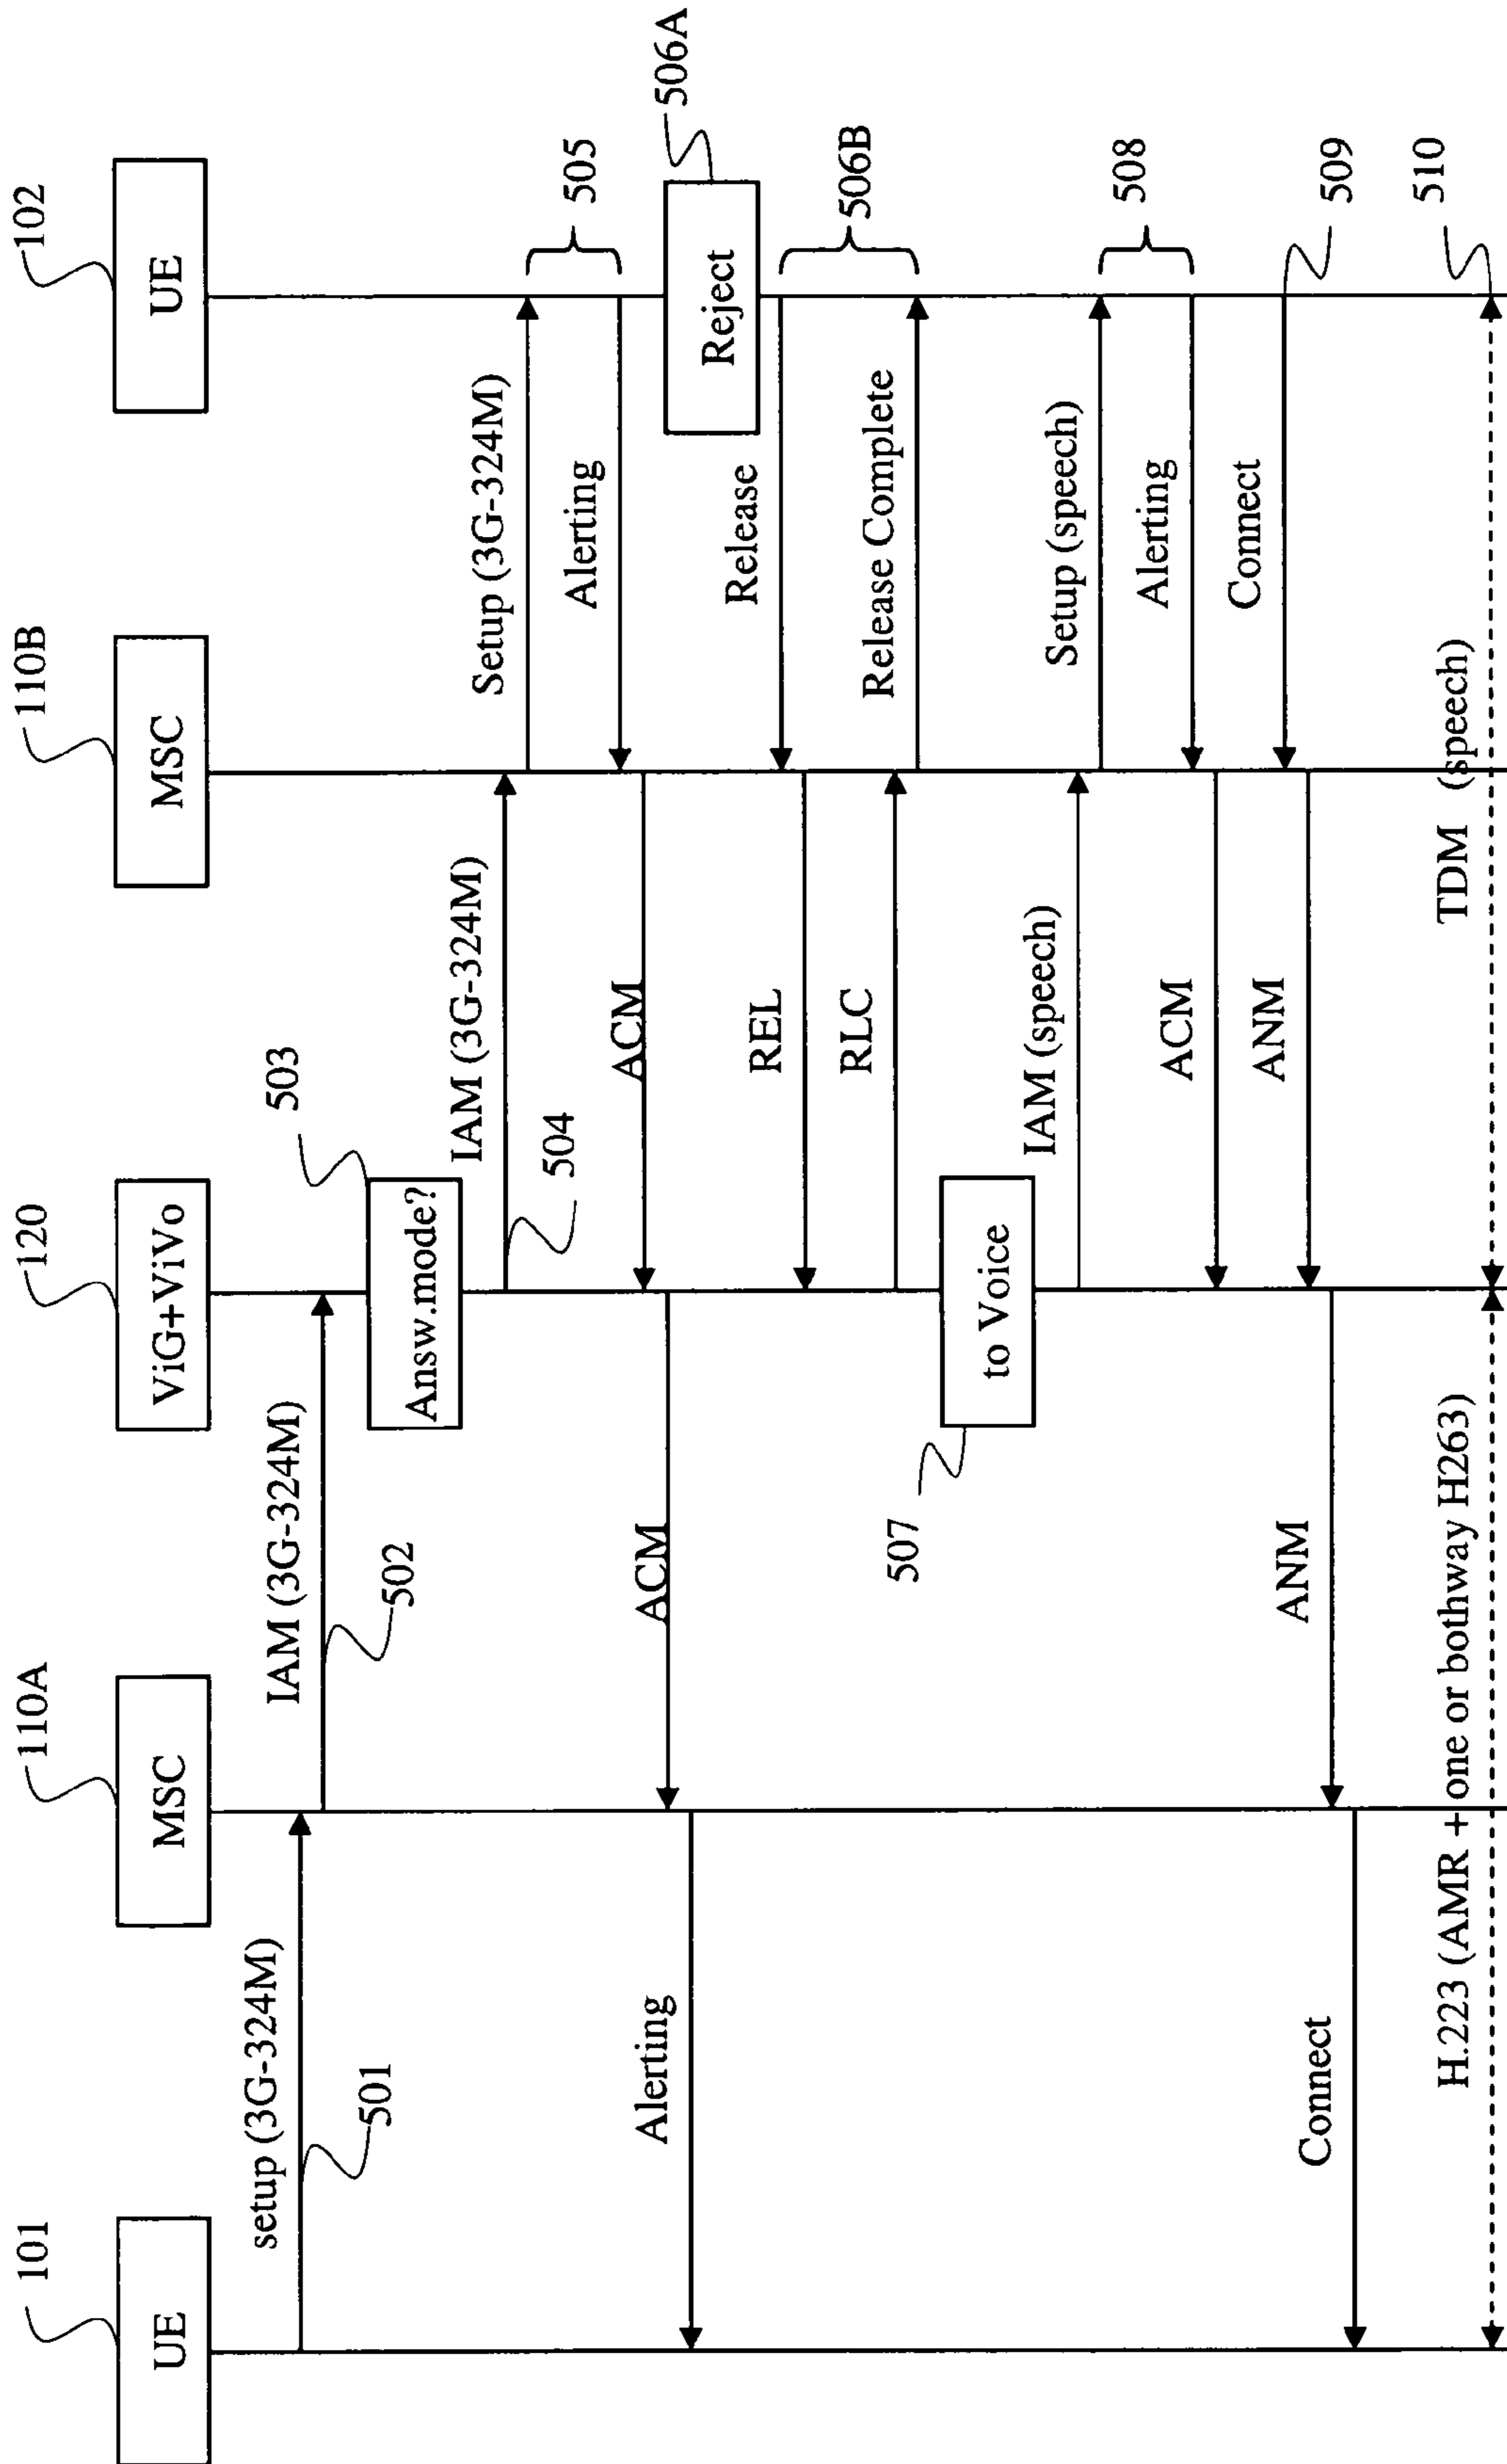 101
110A
120
110B
102
UE
MSC
ViG+ViVo
MSC
UE
setup (3G-324M)
501
IAM (3G-324M)
502
503
Answ.mode?
IAM (3G-324M)
504
Setup (3G-324M)
Alerting
505
ACM
ACM
Alerting
506A
Reject
Release
REL
RLC
Release Complete
506B
507
to Voice
IAM (speech)
Setup (speech)
Alerting
508
ACM
Connect
509
ANM
ANM
Connect
H.223 (AMR + one or bothway H263)
TDM (speech)
510